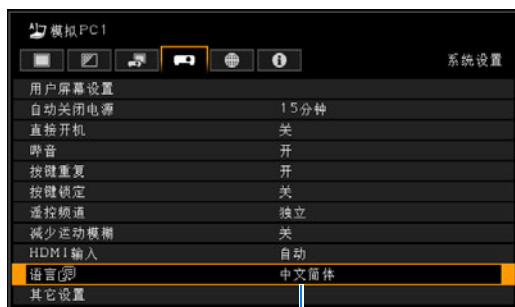 模拟PC1
系统设置
用户屏幕设置
自动关闭电源 15分钟
直接开机 关
哔音 开
按键重复 开
按键锁定 关
遥控频道 独立
减少运动模糊 关
HDMI输入 自动
语言 中文简体
其它设置